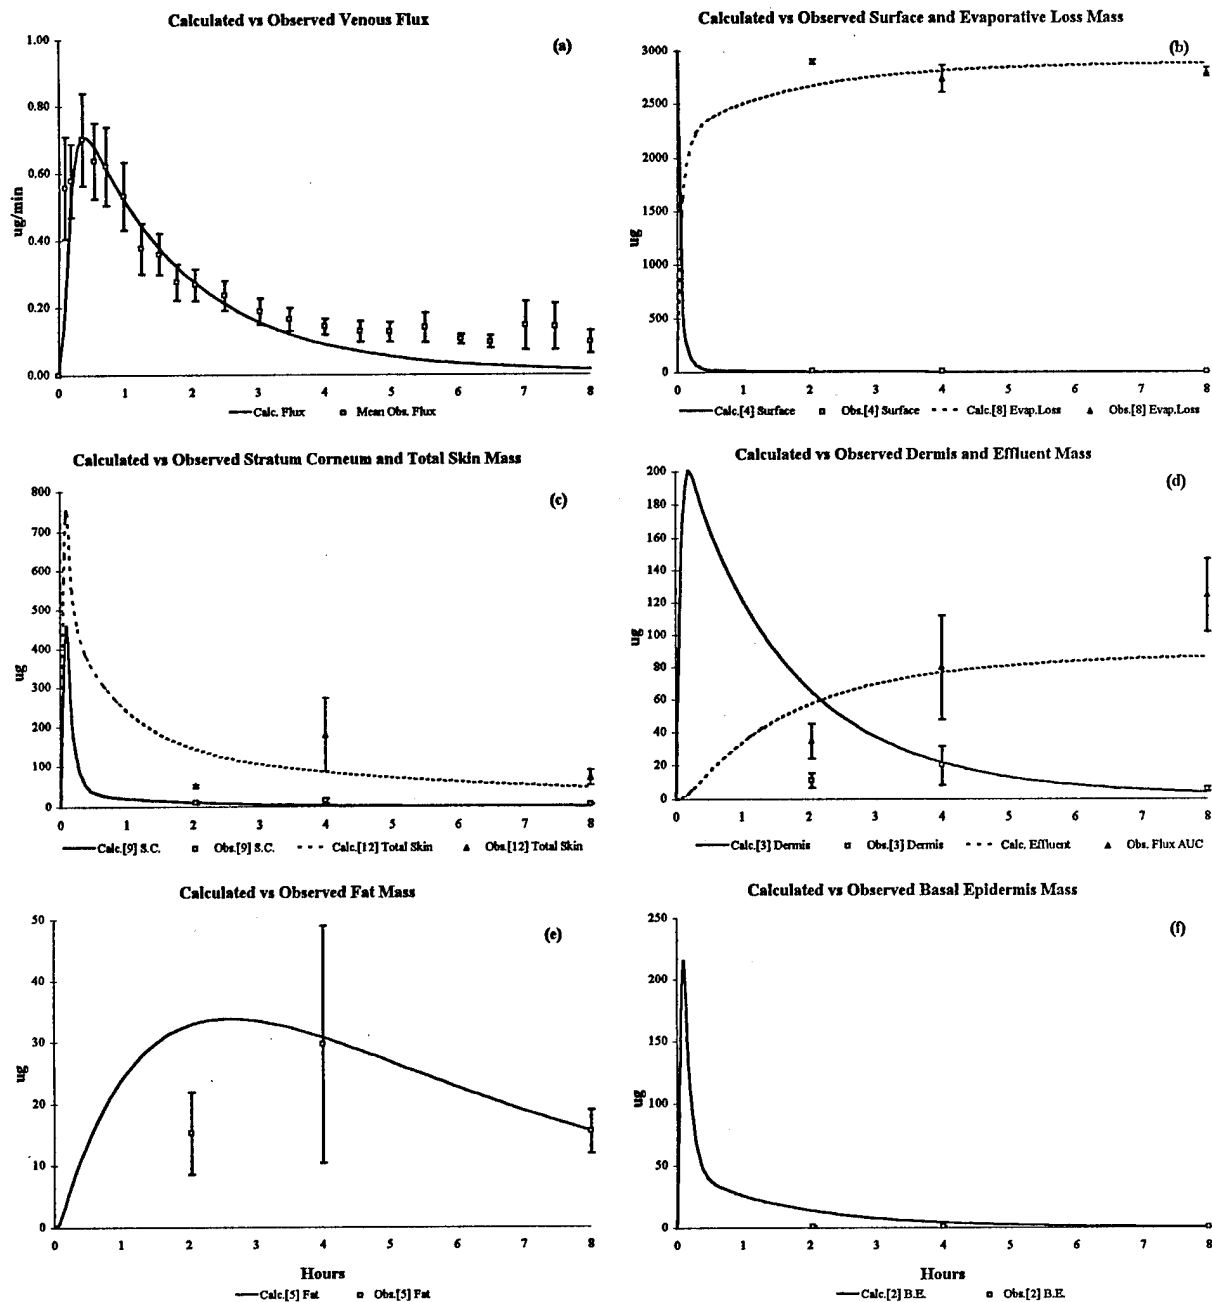 Calculated vs Observed Venous Flux
(a)
1.00
0.80
0.60
0.40
0.20
0.00
ug/min
0 1 2 3 4 5 6 7 8
Calc. Flux Mean Obs. Flux
Calculated vs Observed Surface and Evaporative Loss Mass
(b)
3000
2500
2000
1500
1000
500
0
ug
0 1 2 3 4 5 6 7 8
Calc.[4] Surface Obs.[4] Surface Calc.[8] Evap.Loss Obs.[8] Evap.Loss
Calculated vs Observed Stratum Corneum and Total Skin Mass
(c)
800
700
600
500
400
300
200
100
0
ug
0 1 2 3 4 5 6 7 8
Calc.[9] S.C. Obs.[9] S.C. Calc.[12] Total Skin Obs.[12] Total Skin
Calculated vs Observed Dermis and Effluent Mass
(d)
200
180
160
140
120
100
80
60
40
20
0
ug
0 1 2 3 4 5 6 7 8
Calc.[3] Dermis Obs.[3] Dermis Calc. Effluent Obs. Flux AUC
Calculated vs Observed Fat Mass
(e)
50
40
30
20
10
0
ug
0 1 2 3 4 5 6 7 8
Hours
Calc.[5] Fat Obs.[5] Fat
Calculated vs Observed Basal Epidermis Mass
(f)
250
200
150
100
50
0
ug
0 1 2 3 4 5 6 7 8
Hours
Calc.[2] B.E. Obs.[2] B.E.